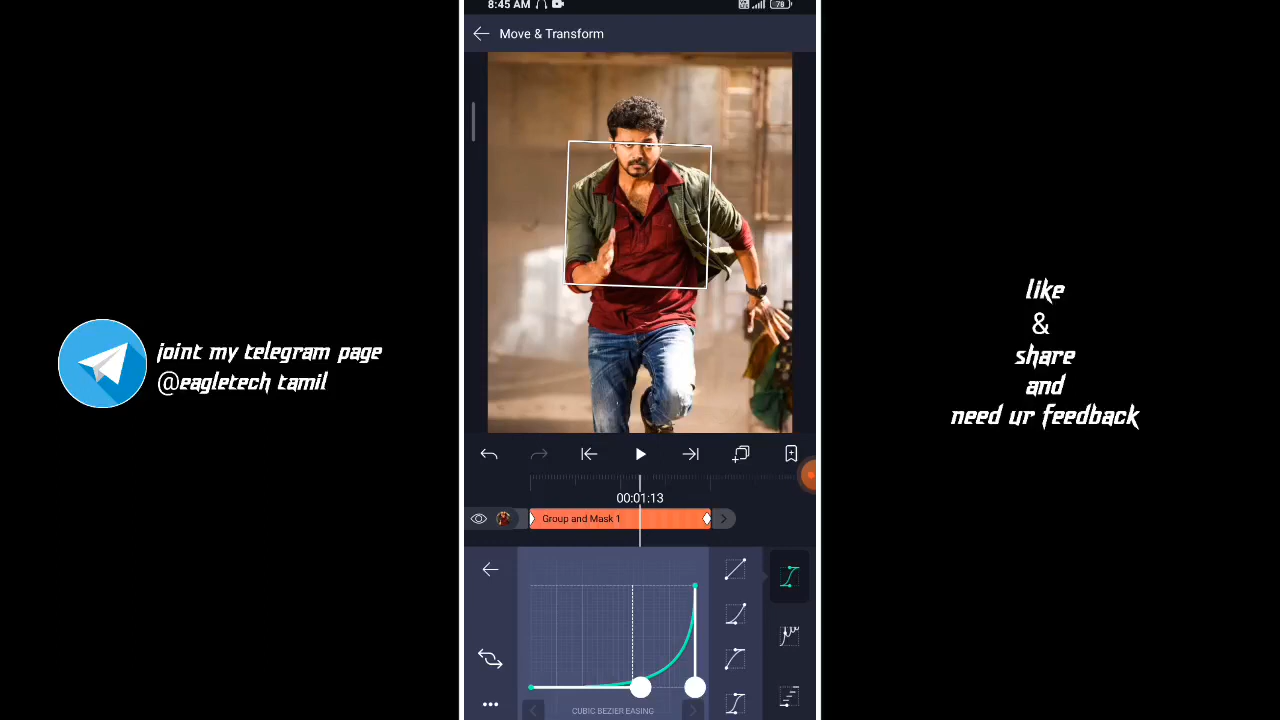 8:45 AM
78
Move & Transform
joint my telegram page
@eagletech tamil
like
&
share
and
need ur feedback
00:01:13
Group and Mask 1
CUBIC BEZIER EASING